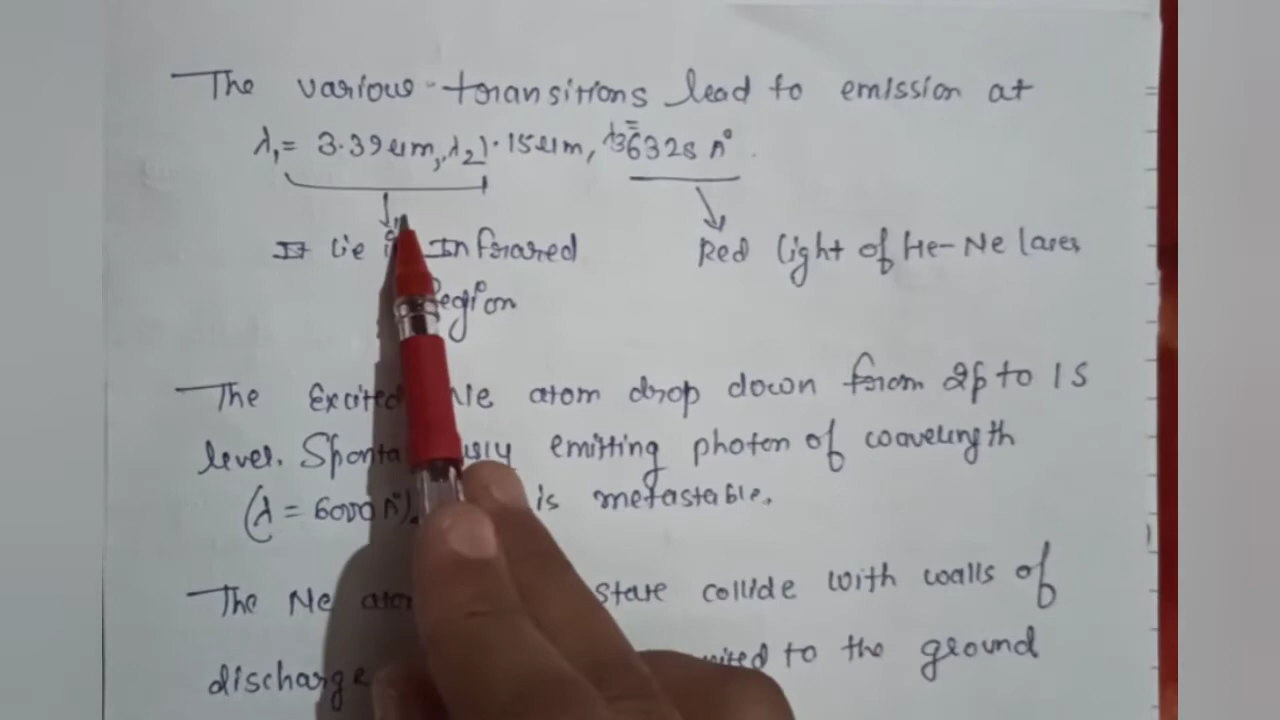 The various transitions lead to emission at
λ₁ = 3.39 μm, λ₂ 1.15 μm, λ3= 6328 A°
It lie in Infrared Red light of He-Ne laser
Region
The Excited Ne atom drop down from 2p to 1S
level. emitting photon of wavelength
(λ = 6000 A°). is metastable.
The Ne state collide with walls of
discharge to the ground